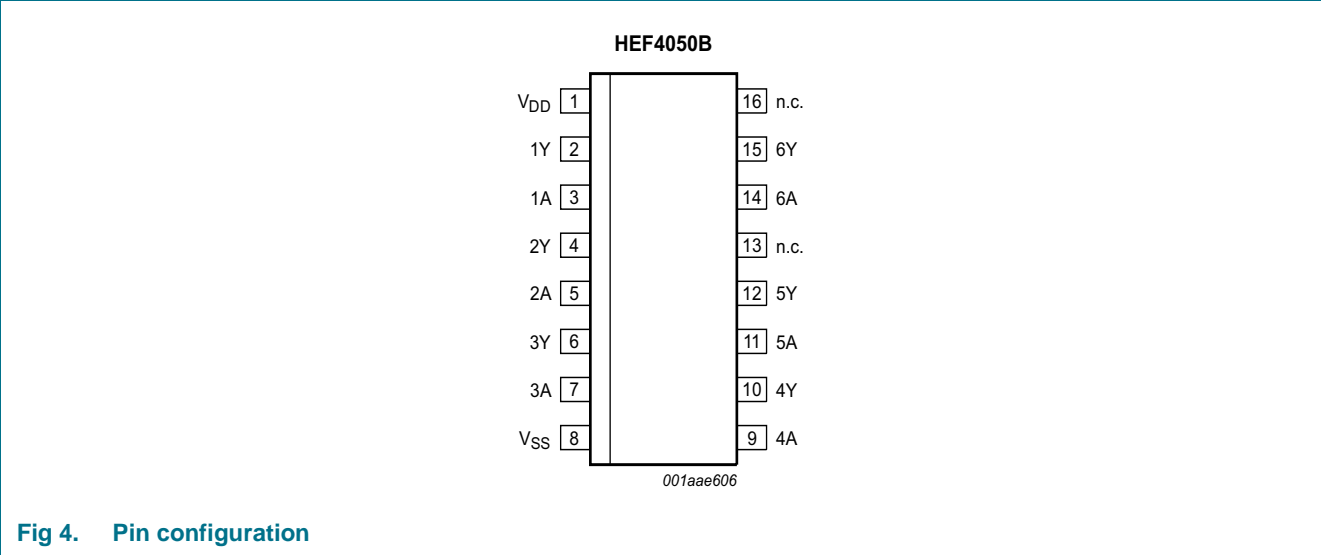 HEF4050B
VDD 1 16 n.c.
1Y 2 15 6Y
1A 3 14 6A
2Y 4 13 n.c.
2A 5 12 5Y
3Y 6 11 5A
3A 7 10 4Y
VSS 8 9 4A
001aae606
Fig 4. Pin configuration